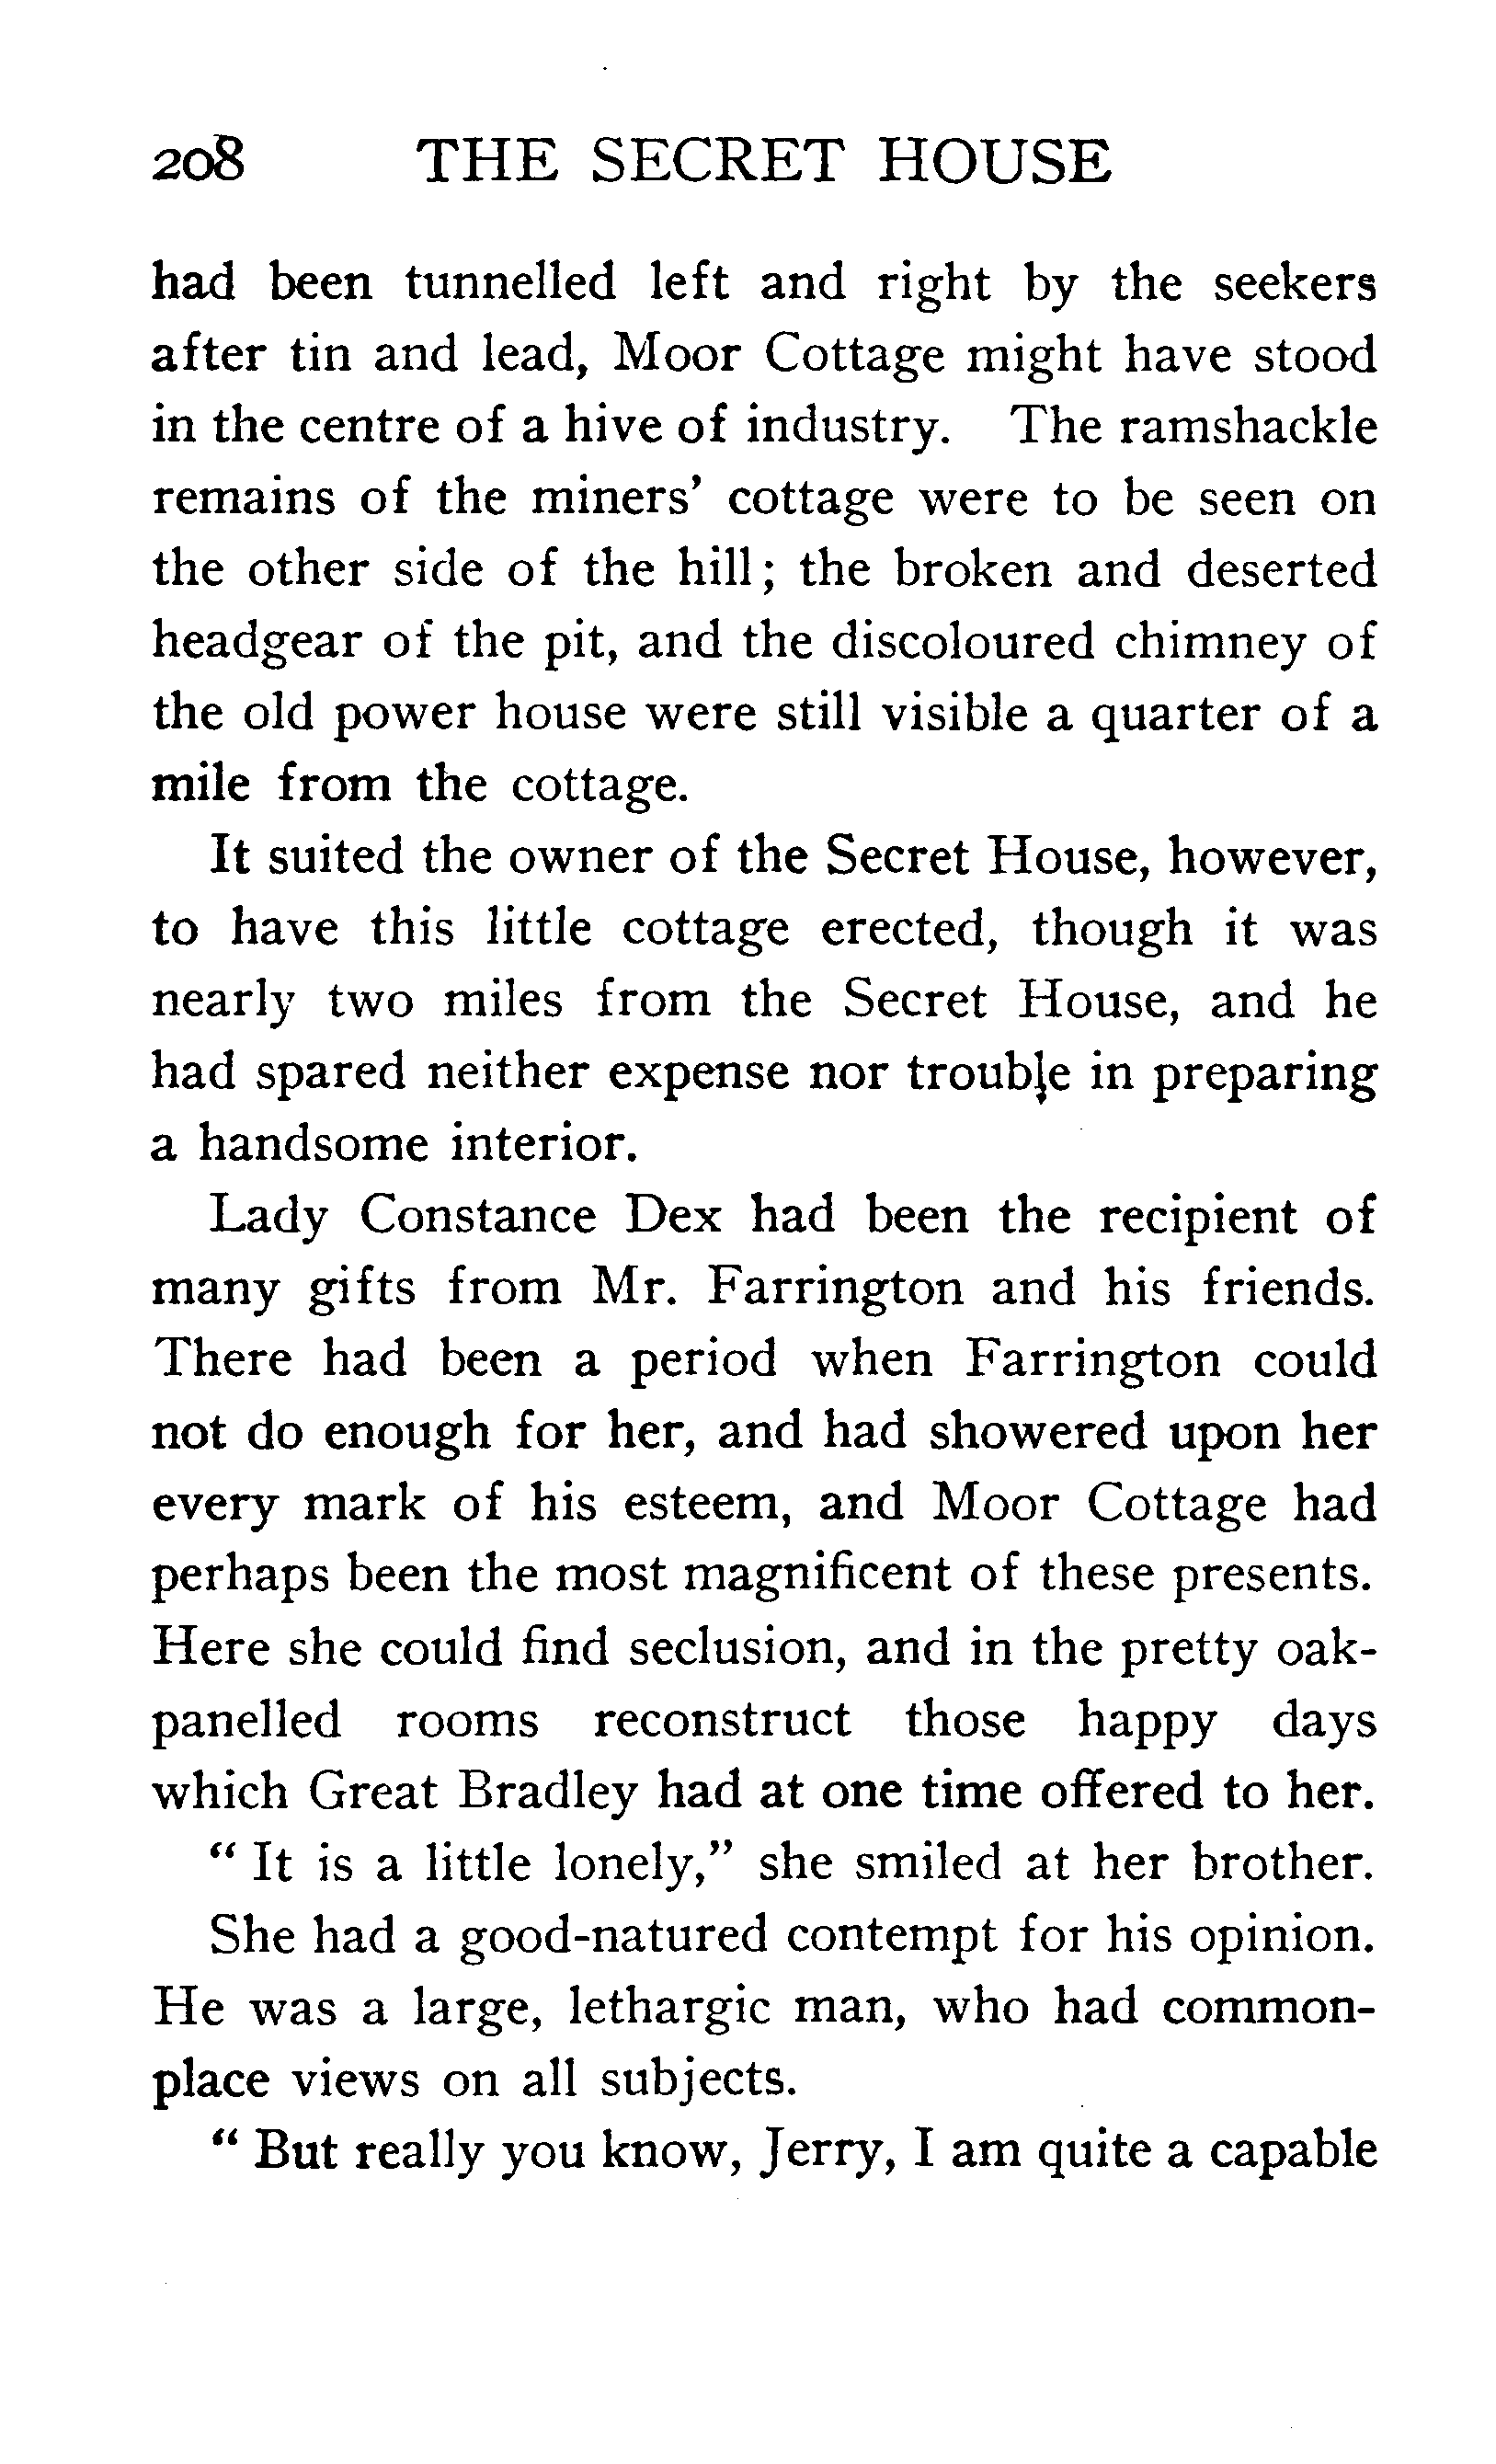 208 THE SECRET HOUSE
had been tunnelled left and right by the seekers
after tin and lead, Moor Cottage might have stood
in the centre of a hive of industry. The ramshackle
remains of the miners' cottage were to be seen on
the other side of the hill; the broken and deserted
headgear of the pit, and the discoloured chimney of
the old power house were still visible a quarter of a
mile from the cottage.
It suited the owner of the Secret House, however,
to have this little cottage erected, though it was
nearly two miles from the Secret House, and he
had spared neither expense nor trouble in preparing
a handsome interior.
Lady Constance Dex had been the recipient of
many gifts from Mr. Farrington and his friends.
There had been a period when Farrington could
not do enough for her, and had showered upon her
every mark of his esteem, and Moor Cottage had
perhaps been the most magnificent of these presents.
Here she could find seclusion, and in the pretty oak-
panelled rooms reconstruct those happy days
which Great Bradley had at one time offered to her.
“ It is a little lonely,” she smiled at her brother.
She had a good-natured contempt for his opinion.
He was a large, lethargic man, who had common-
place views on all subjects.
“ But really you know, Jerry, I am quite a capable